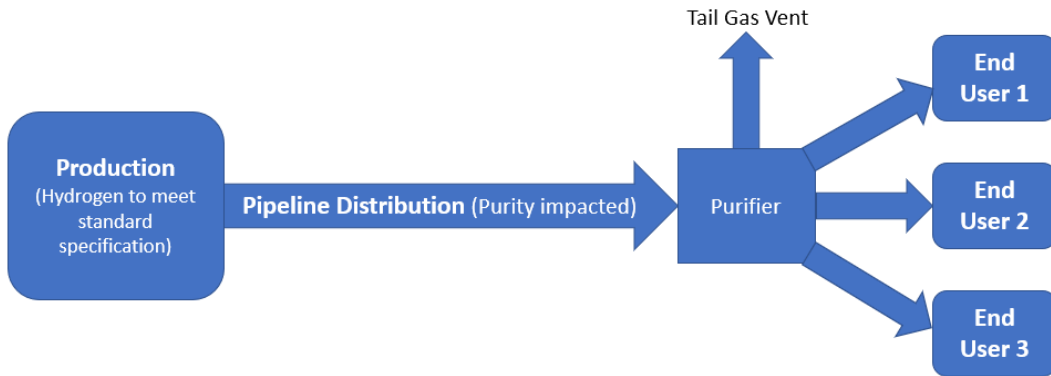 Tail Gas Vent
Production
(Hydrogen to meet
standard
specification)
Pipeline Distribution (Purity impacted)
Purifier
End
User 1
End
User 2
End
User 3